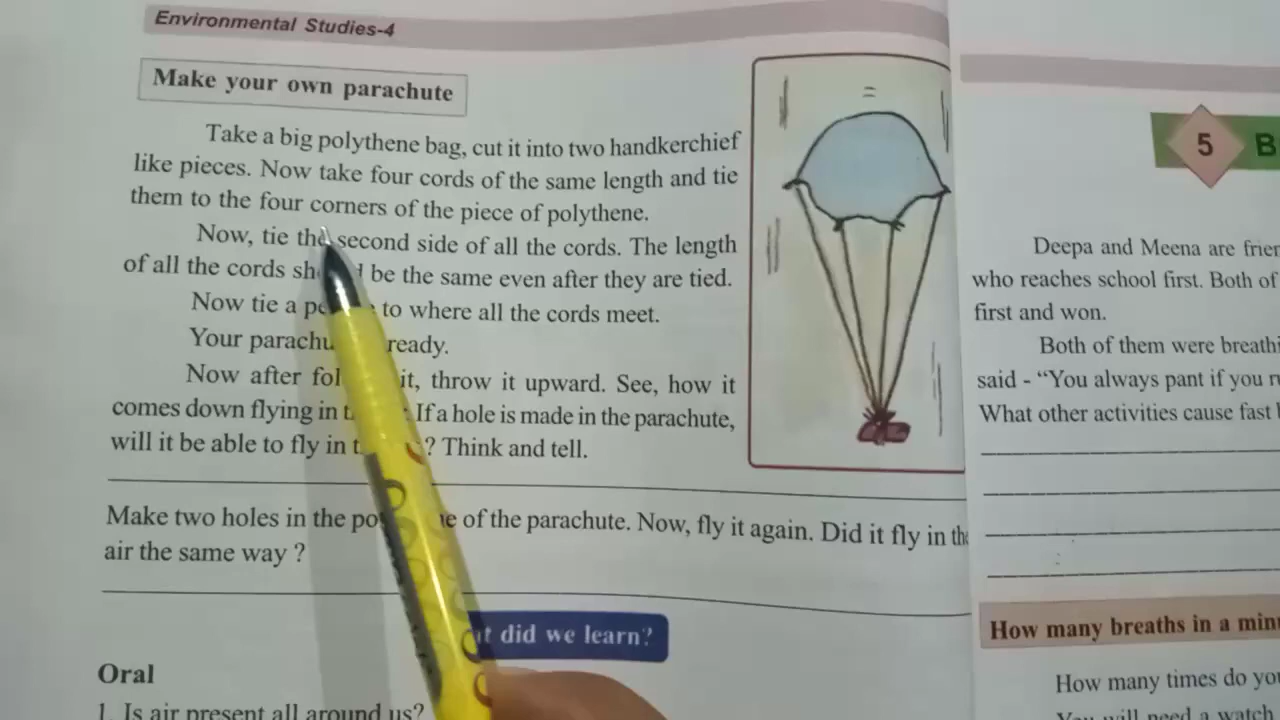 Environmental Studies-4
Make your own parachute
Take a big polythene bag, cut it into two handkerchief
like pieces. Now take four cords of the same length and tie
them to the four corners of the piece of polythene.
Now, tie the second side of all the cords. The length
of all the cords be the same even after they are tied.
Now tie a to where all the cords meet.
Your ready.
Now after it, throw it upward. See, how it
comes down flying in If a hole is made in the parachute,
will it be able to fly in ? Think and tell.
Make two holes in the of the parachute. Now, fly it again. Did it fly in the
air the same way ?
did we learn?
Oral
1. Is air present all around us?
5 B
Deepa and Meena are
who reaches school first. Both of
first and won.
Both of them were
said - “You always pant if you
What other activities cause fast
How many breaths in a
How many times do
You will need a watch